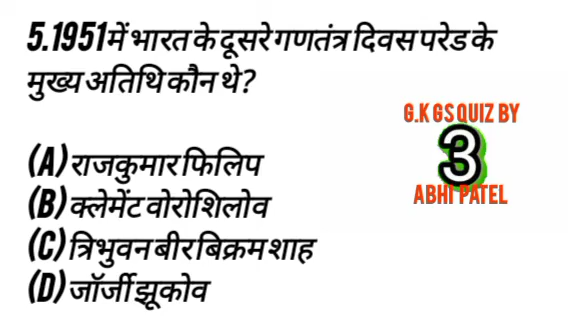 5.1951 में भारत के दूसरे गणतंत्र दिवस परेड के
मुख्य अतिथि कौन थे?
G.K GS QUIZ BY
3
ABHI PATEL
(A) राजकुमार फिलिप
(B) क्लेमेंट वोरोशिलोव
(C) त्रिभुवन बीर बिक्रम शाह
(D) जॉर्जी झूकोव